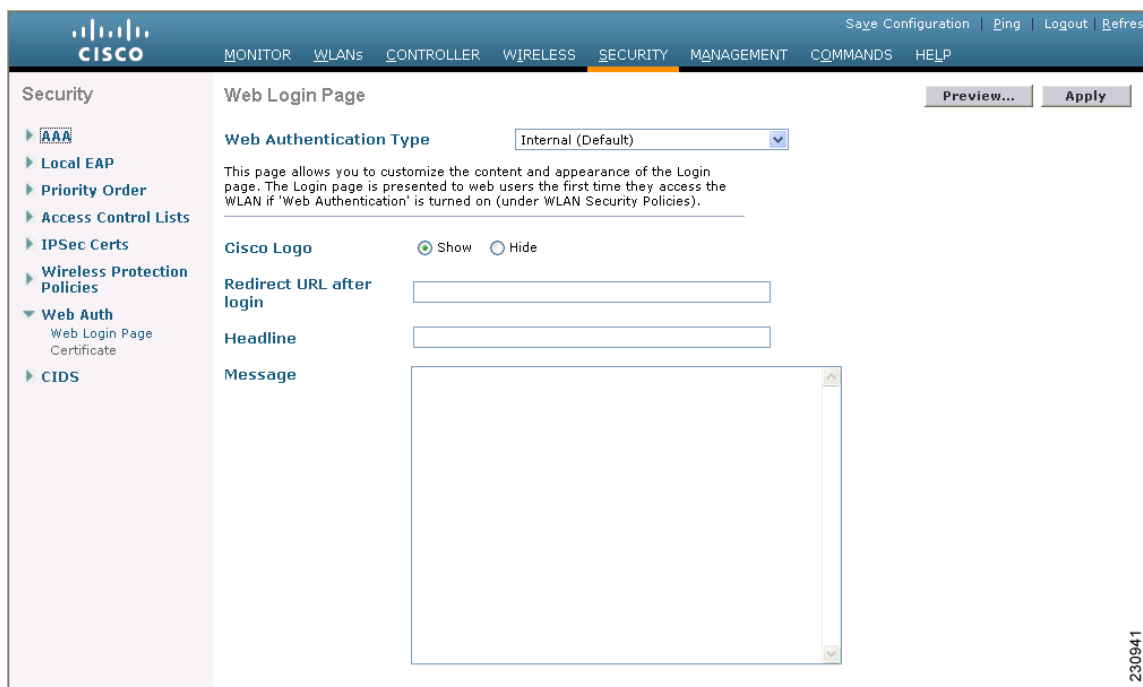 Save Configuration | Ping | Logout | Refres
CISCO
MONITOR WLANs CONTROLLER WIRELESS SECURITY MANAGEMENT COMMANDS HELP
Security
AAA
Local EAP
Priority Order
Access Control Lists
IPSec Certs
Wireless Protection
Policies
Web Auth
Web Login Page
Certificate
CIDS
Web Login Page
Preview...
Apply
Web Authentication Type
Internal (Default)
This page allows you to customize the content and appearance of the Login
page. The Login page is presented to web users the first time they access the
WLAN if 'Web Authentication' is turned on (under WLAN Security Policies).
Cisco Logo
Show Hide
Redirect URL after
login
Headline
Message
230941